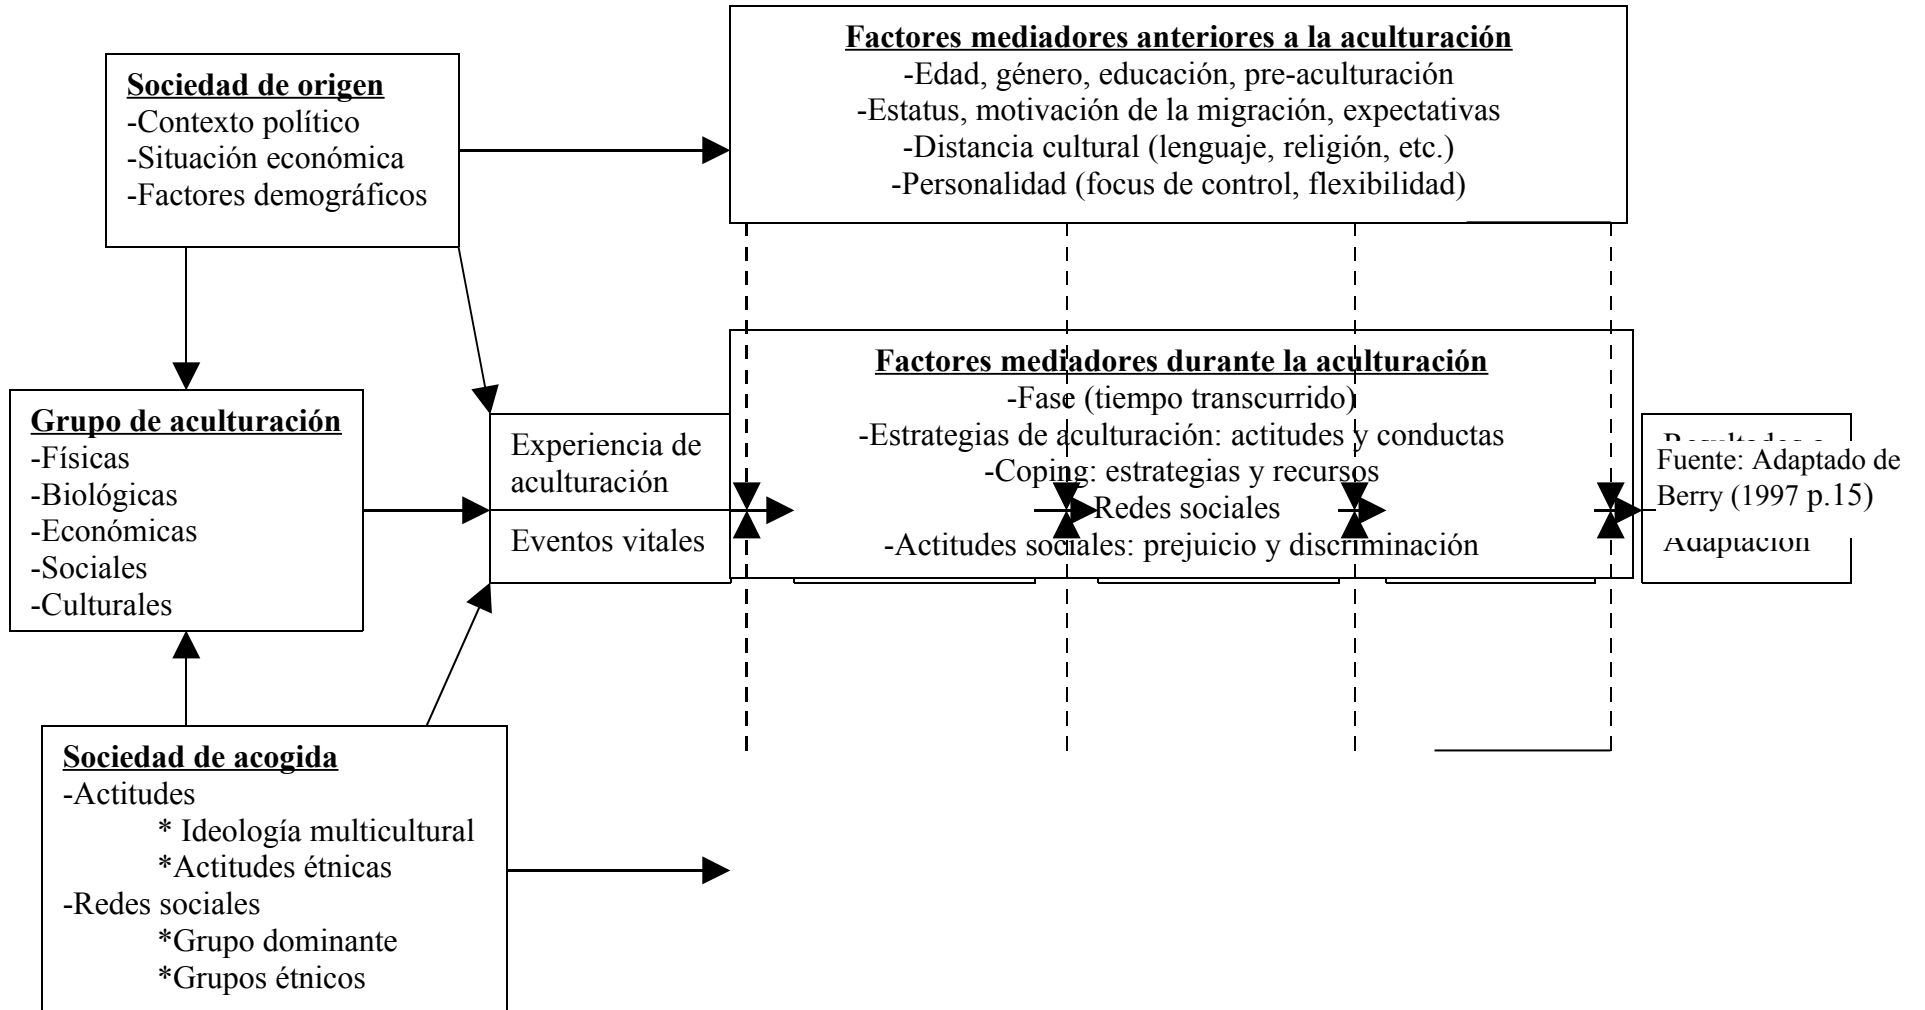 Factores mediadores anteriores a la aculturación
-Edad, género, educación, pre-aculturación
-Estatus, motivación de la migración, expectativas
-Distancia cultural (lenguaje, religión, etc.)
-Personalidad (focus de control, flexibilidad)
Sociedad de origen
-Contexto político
-Situación económica
-Factores demográficos
Grupo de aculturación
-Físicas
-Biológicas
-Económicas
-Sociales
-Culturales
Experiencia de
aculturación
Eventos vitales
Factores mediadores durante la aculturación
-Fase (tiempo transcurrido)
-Estrategias de aculturación: actitudes y conductas
-Coping: estrategias y recursos
Redes sociales
-Actitudes sociales: prejuicio y discriminación
Fuente: Adaptado de
Berry (1997 p.15)
Adaptación
Sociedad de acogida
-Actitudes
* Ideología multicultural
*Actitudes étnicas
-Redes sociales
*Grupo dominante
*Grupos étnicos